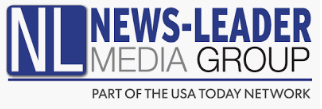 NL NEWS-LEADER
MEDIA GROUP
PART OF THE USA TODAY NETWORK